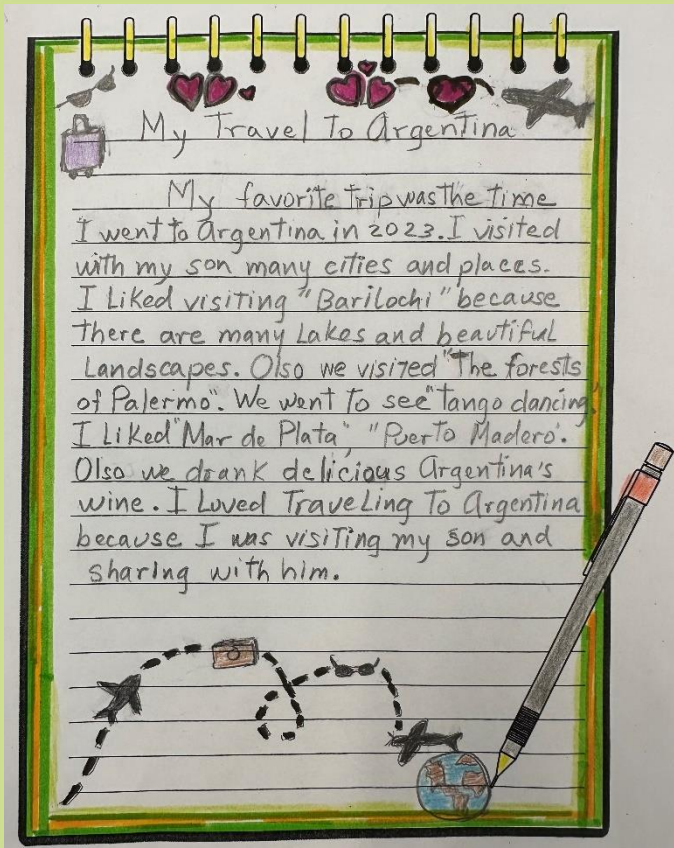 My Travel To Argentina
My favorite trip was the time
I went to Argentina in 2023. I visited
with my son many cities and places.
I Liked visiting "Barilochi" because
there are many Lakes and beautiful
Landscapes. Olso we visited "The forests
of Palermo". We went to see "tango dancing."
I Liked "Mar de Plata", "Puerto Madero".
Olso we drank delicious Argentina's
wine. I Loved Traveling To Argentina
because I was visiting my son and
sharing with him.